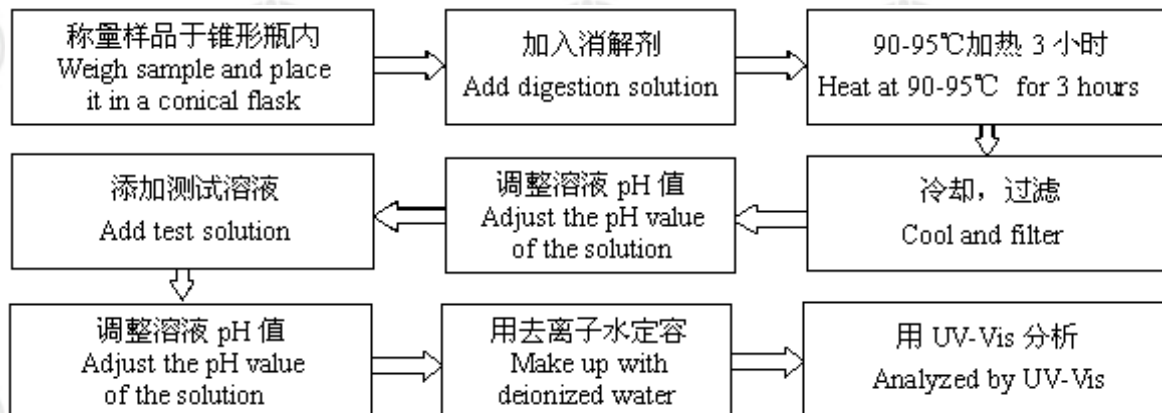 称量样品于锥形瓶内
Weigh sample and place
it in a conical flask
加入消解剂
Add digestion solution
90-95℃加热 3 小时
Heat at 90-95℃ for 3 hours
冷却，过滤
Cool and filter
调整溶液 pH 值
Adjust the pH value
of the solution
添加测试溶液
Add test solution
调整溶液 pH 值
Adjust the pH value
of the solution
用去离子水定容
Make up with
deionized water
用 UV-Vis 分析
Analyzed by UV-Vis